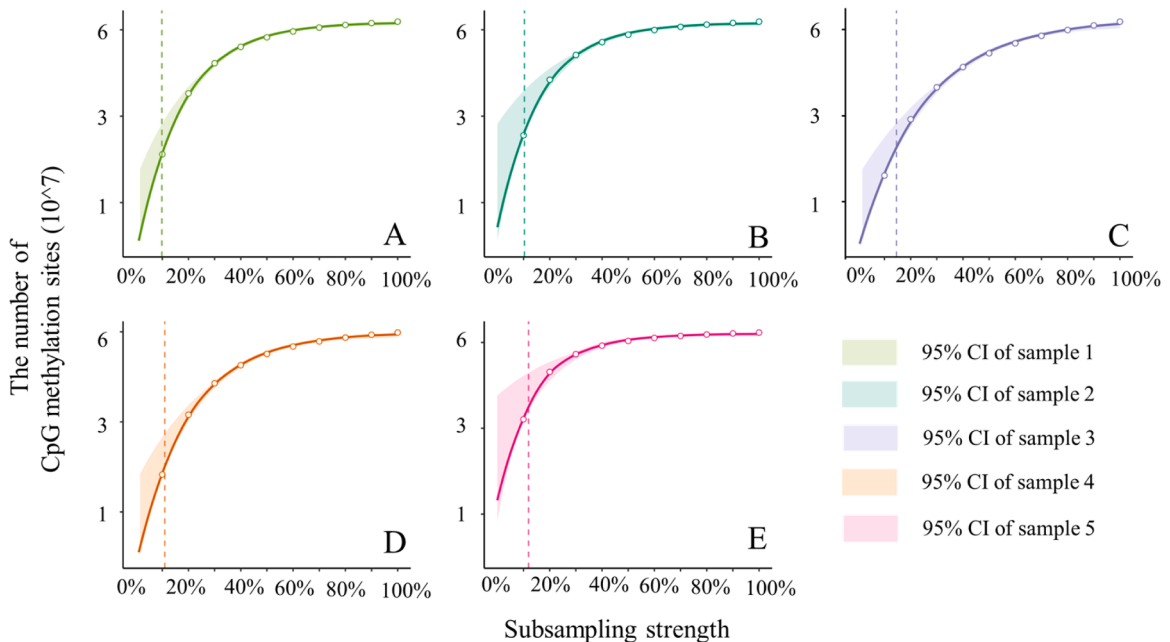 The number of
CpG methylation sites (10^7)
6
3
1
A
0% 20% 40% 60% 80% 100%
6
3
1
B
0% 20% 40% 60% 80% 100%
6
3
1
C
0% 20% 40% 60% 80% 100%
6
3
1
D
0% 20% 40% 60% 80% 100%
6
3
1
E
0% 20% 40% 60% 80% 100%
95% CI of sample 1
95% CI of sample 2
95% CI of sample 3
95% CI of sample 4
95% CI of sample 5
Subsampling strength